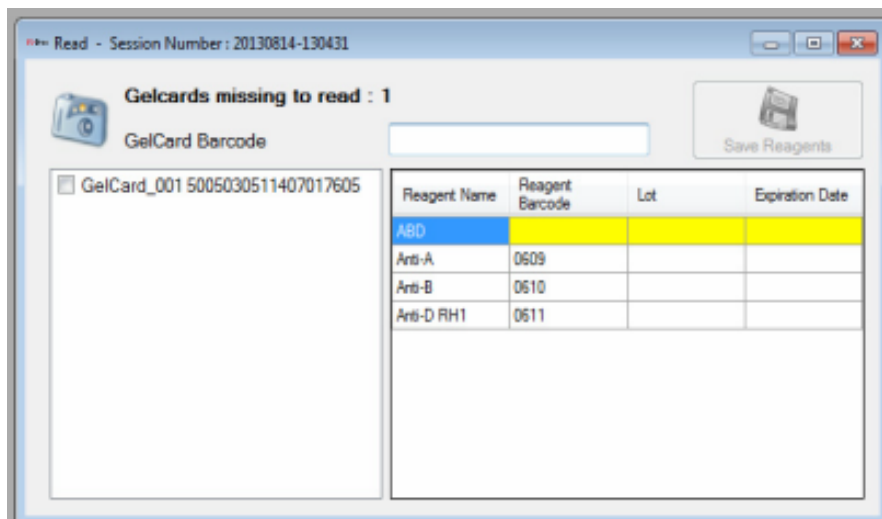 Read - Session Number : 20130814-130431
Gelcards missing to read : 1
GelCard Barcode
Save Reagents
GelCard_001 5005030511407017605
Reagent Name Reagent Barcode Lot Expiration Date
ABD
Anti-A 0609
Anti-B 0610
Anti-D RH1 0611